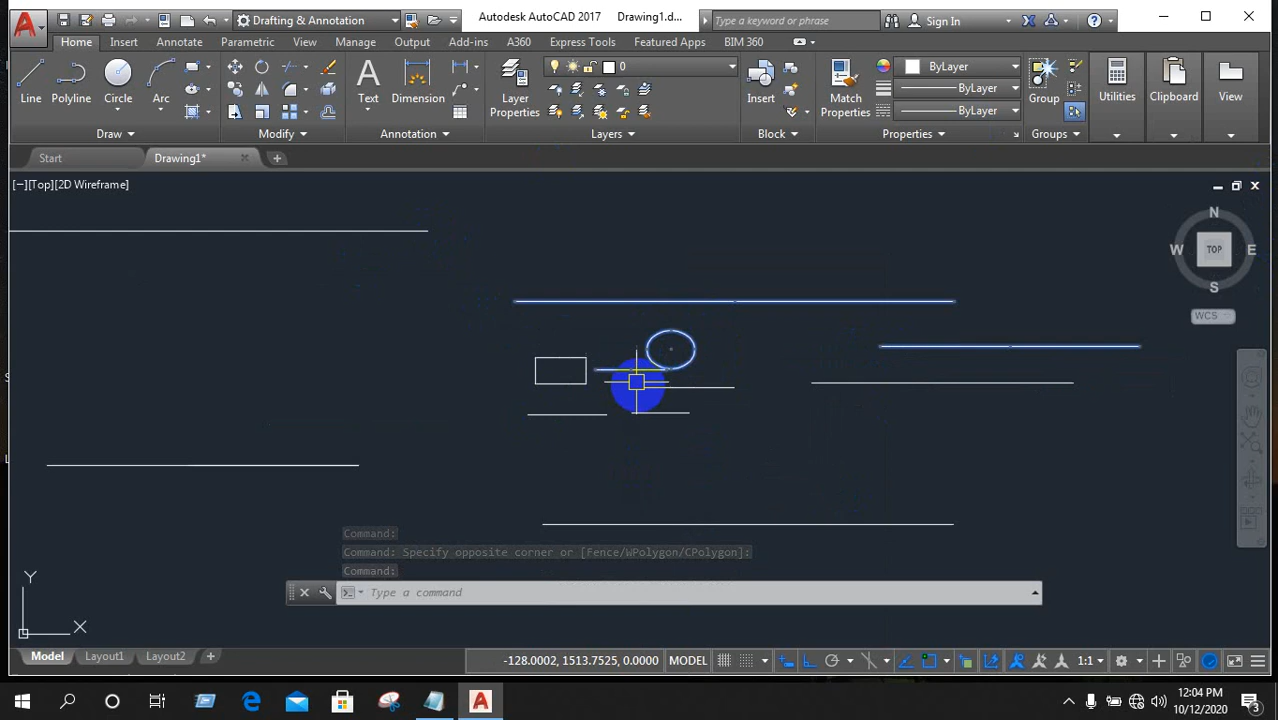 Drafting & Annotation
Autodesk AutoCAD 2017 Drawing1.d...
Type a keyword or phrase
Sign In
Home Insert Annotate Parametric View Manage Output Add-ins A360 Express Tools Featured Apps BIM 360
0
ByLayer
ByLayer
ByLayer
Line Polyline Circle Arc
Text Dimension
Layer
Properties
Insert
Match
Properties
Group
Utilities
Clipboard
View
Draw Modify Annotation Layers Block Properties Groups
Start Drawing1*
[−][Top][2D Wireframe]
N
W TOP E
S
WCS
Command:
Command: Specify opposite corner or [Fence/WPolygon/CPolygon]:
Command:
Type a command
Y
X
Model Layout1 Layout2
-128.0002, 1513.7525, 0.0000 MODEL
1:1
12:04 PM
10/12/2020
3